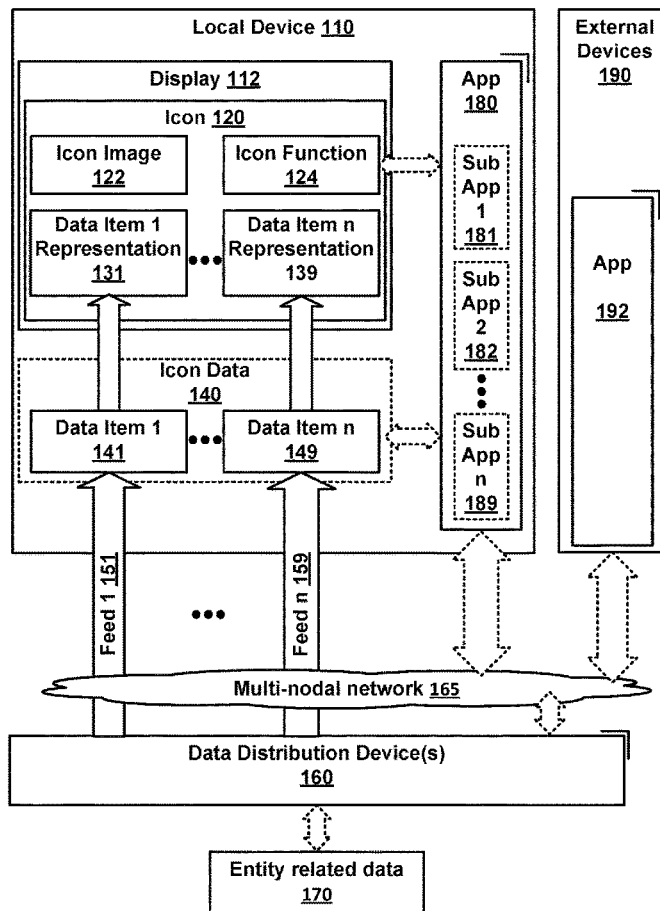 Local Device 110
External
Devices
190
Display 112
App
180
Icon 120
Icon Image
122
Icon Function
124
Sub
App
1
181
Data Item 1
Representation
131
Data Item n
Representation
139
App
192
Sub
App
2
182
Icon Data
140
Data Item 1
141
Data Item n
149
Sub
App
n
189
Feed 1 151
Feed n 159
Multi-nodal network 165
Data Distribution Device(s)
160
Entity related data
170